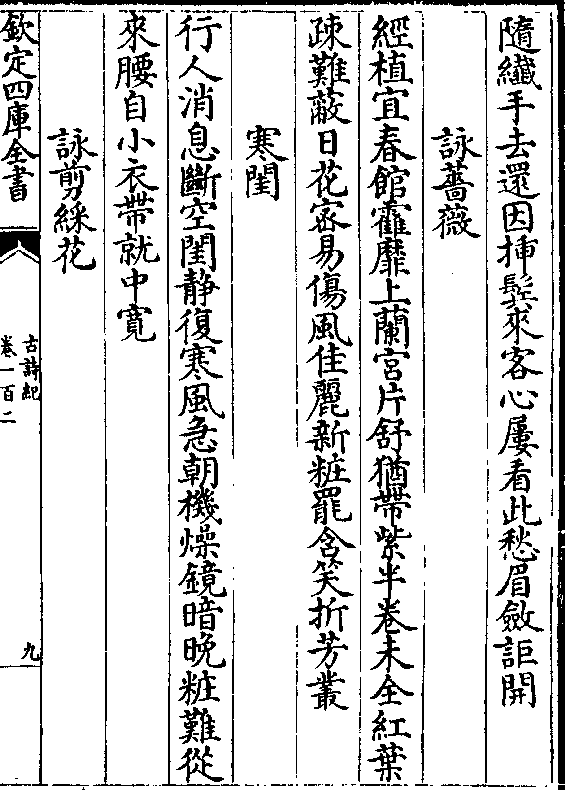 隨纎手去還因揷鬂來客心屢看此愁眉斂詎開
詠薔薇
經植宜春館霍靡上蘭宫片舒猶帶紫半卷未全紅葉
疎難蔽日花宻易傷風佳麗新粧罷含笑折芳叢
寒閨
行人消息斷空閨静復寒風急朝機燥鏡暗晚粧難從
來腰自小衣帶就中寛
詠剪綵花
欽定四庫全書
古詩紀
卷一百二
九